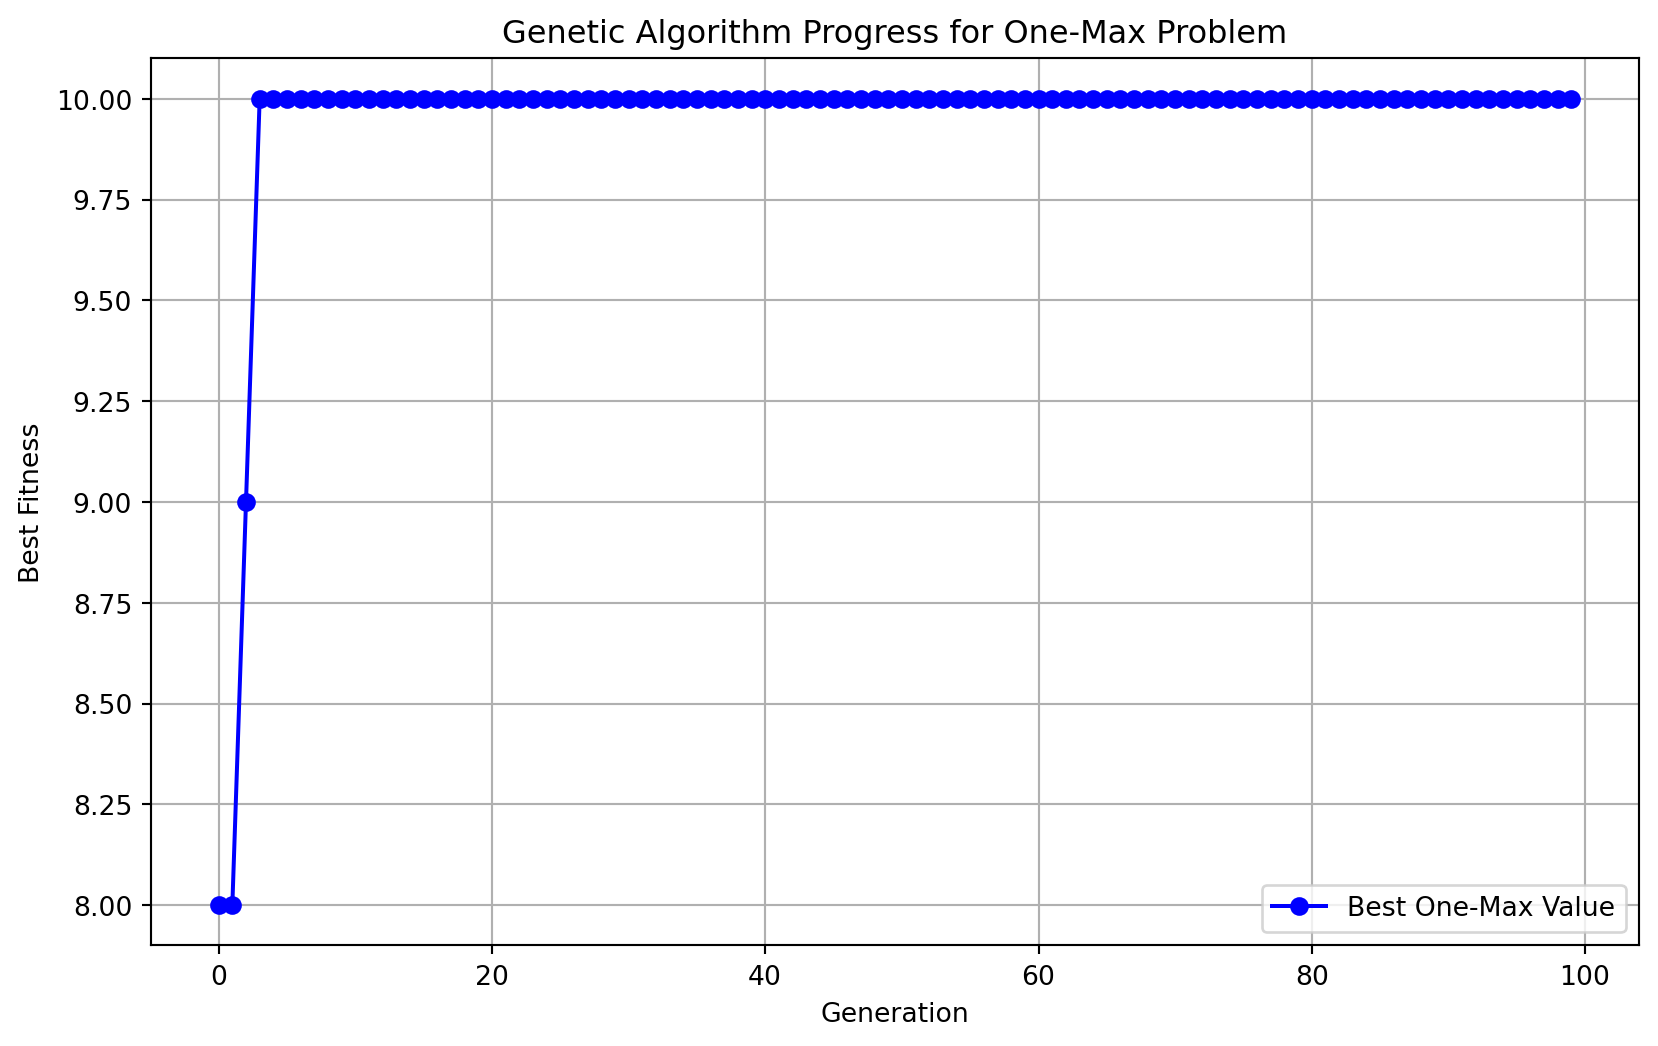 Genetic Algorithm Progress for One-Max Problem
10.00
9.75
9.50
9.25
9.00
8.75
8.50
8.25
8.00
Best Fitness
Best One-Max Value
0 20 40 60 80 100
Generation